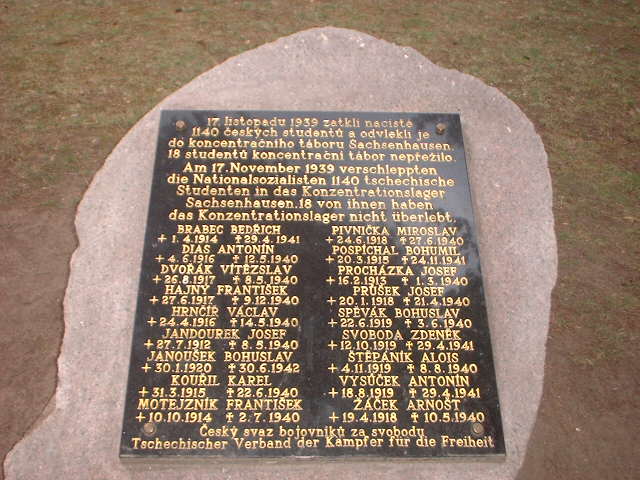 17. listopadu 1939 zatkli nacisté
1140 českých studentů a odvlekli je
do koncentračního táboru Sachsenhausen.
18 studentů koncentrační tábor nepřežilo.
Am 17. November 1939 verschleppten
die Nationalsozialisten 1140 tschechische
Studenten in das Konzentrationslager
Sachsenhausen. 18 von ihnen haben
das Konzentrationslager nicht überlebt.
BRABEC BEDŘICH
+ 1.4.1914 ✝29.4.1941
DIAS ANTONÍN
+ 4.6.1916 ✝12.5.1940
DVOŘÁK VÍTĚZSLAV
+ 26.8.1917 ✝ 8.5.1940
HAJNÝ FRANTIŠEK
+ 27.6.1917 ✝ 9.12.1940
HRNČÍŘ VÁCLAV
+ 24.4.1916 ✝14.5.1940
JANDOUREK JOSEF
+ 27.7.1912 ✝ 8.5.1940
JANOUŠEK BOHUSLAV
+ 30.1.1920 ✝30.6.1942
KOUŘIL KAREL
+ 31.3.1915 ✝22.6.1940
MOTEJZNÍK FRANTIŠEK
+ 10.10.1914 ✝ 2.7.1940
PIVNIČKA MIROSLAV
+ 24.6.1918 ✝27.6.1940
POSPÍCHAL BOHUMIL
+ 20.3.1915 ✝24.11.1941
PROCHÁZKA JOSEF
+ 16.2.1913 ✝ 1.3.1940
PRŮŠEK JOSEF
+ 20.1.1918 ✝21.4.1940
SPĚVÁK BOHUSLAV
+ 22.6.1919 ✝ 3.6.1940
SVOBODA ZDENĚK
+ 12.10.1919 ✝29.4.1941
ŠTĚPÁNÍK ALOIS
+ 4.11.1919 ✝ 8.8.1940
VYSŮČEK ANTONÍN
+ 18.8.1919 ✝29.4.1941
ŽÁČEK ARNOŠT
+ 19.4.1918 ✝10.5.1940
Český svaz bojovníků za svobodu
Tschechischer Verband der Kämpfer für die Freiheit